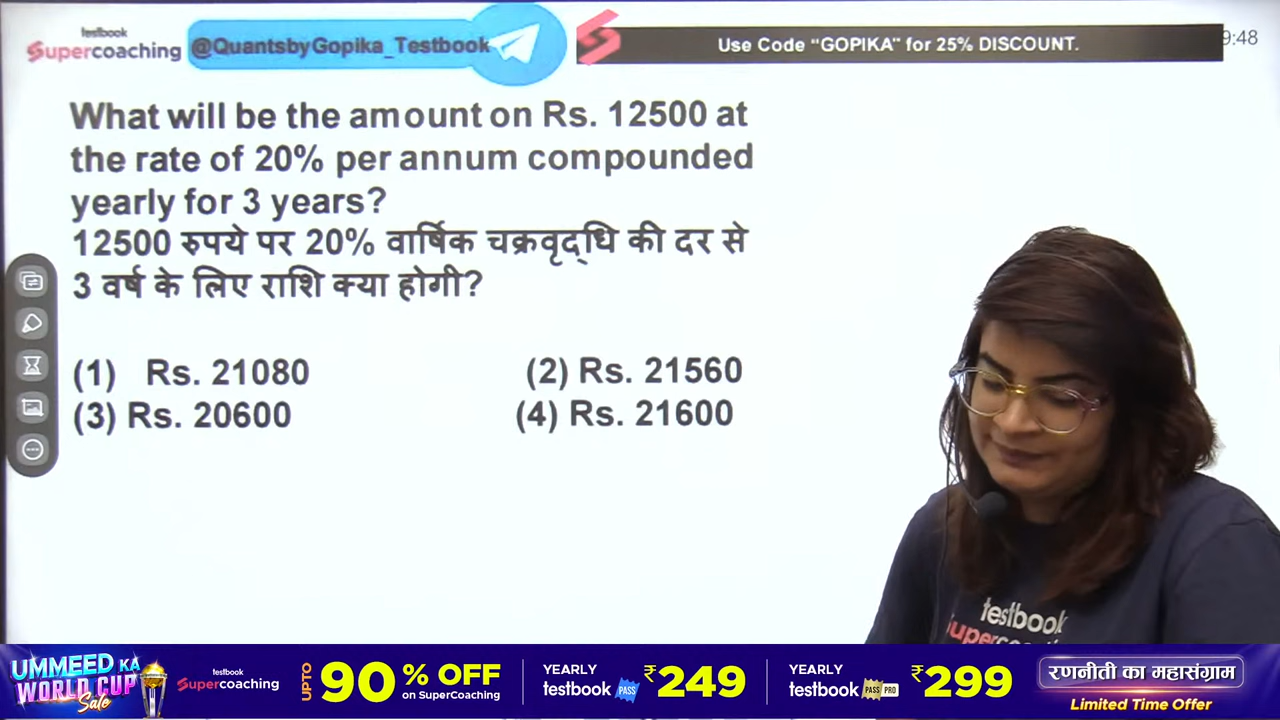 testbook
Supercoaching
@QuantsbyGopika_Testbook
Use Code “GOPIKA” for 25% DISCOUNT.
9:48
What will be the amount on Rs. 12500 at
the rate of 20% per annum compounded
yearly for 3 years?
12500 रुपये पर 20% वार्षिक चक्रवृद्धि की दर से
3 वर्ष के लिए राशि क्या होगी?
(1) Rs. 21080 (2) Rs. 21560
(3) Rs. 20600 (4) Rs. 21600
testbook
UMMEED KA
WORLD CUP
Sale
testbook
Supercoaching
UPTO 90% OFF
on SuperCoaching
YEARLY
testbook PASS
₹249
YEARLY
testbook PASS PRO
₹299
रणनीती का महासंग्राम
Limited Time Offer